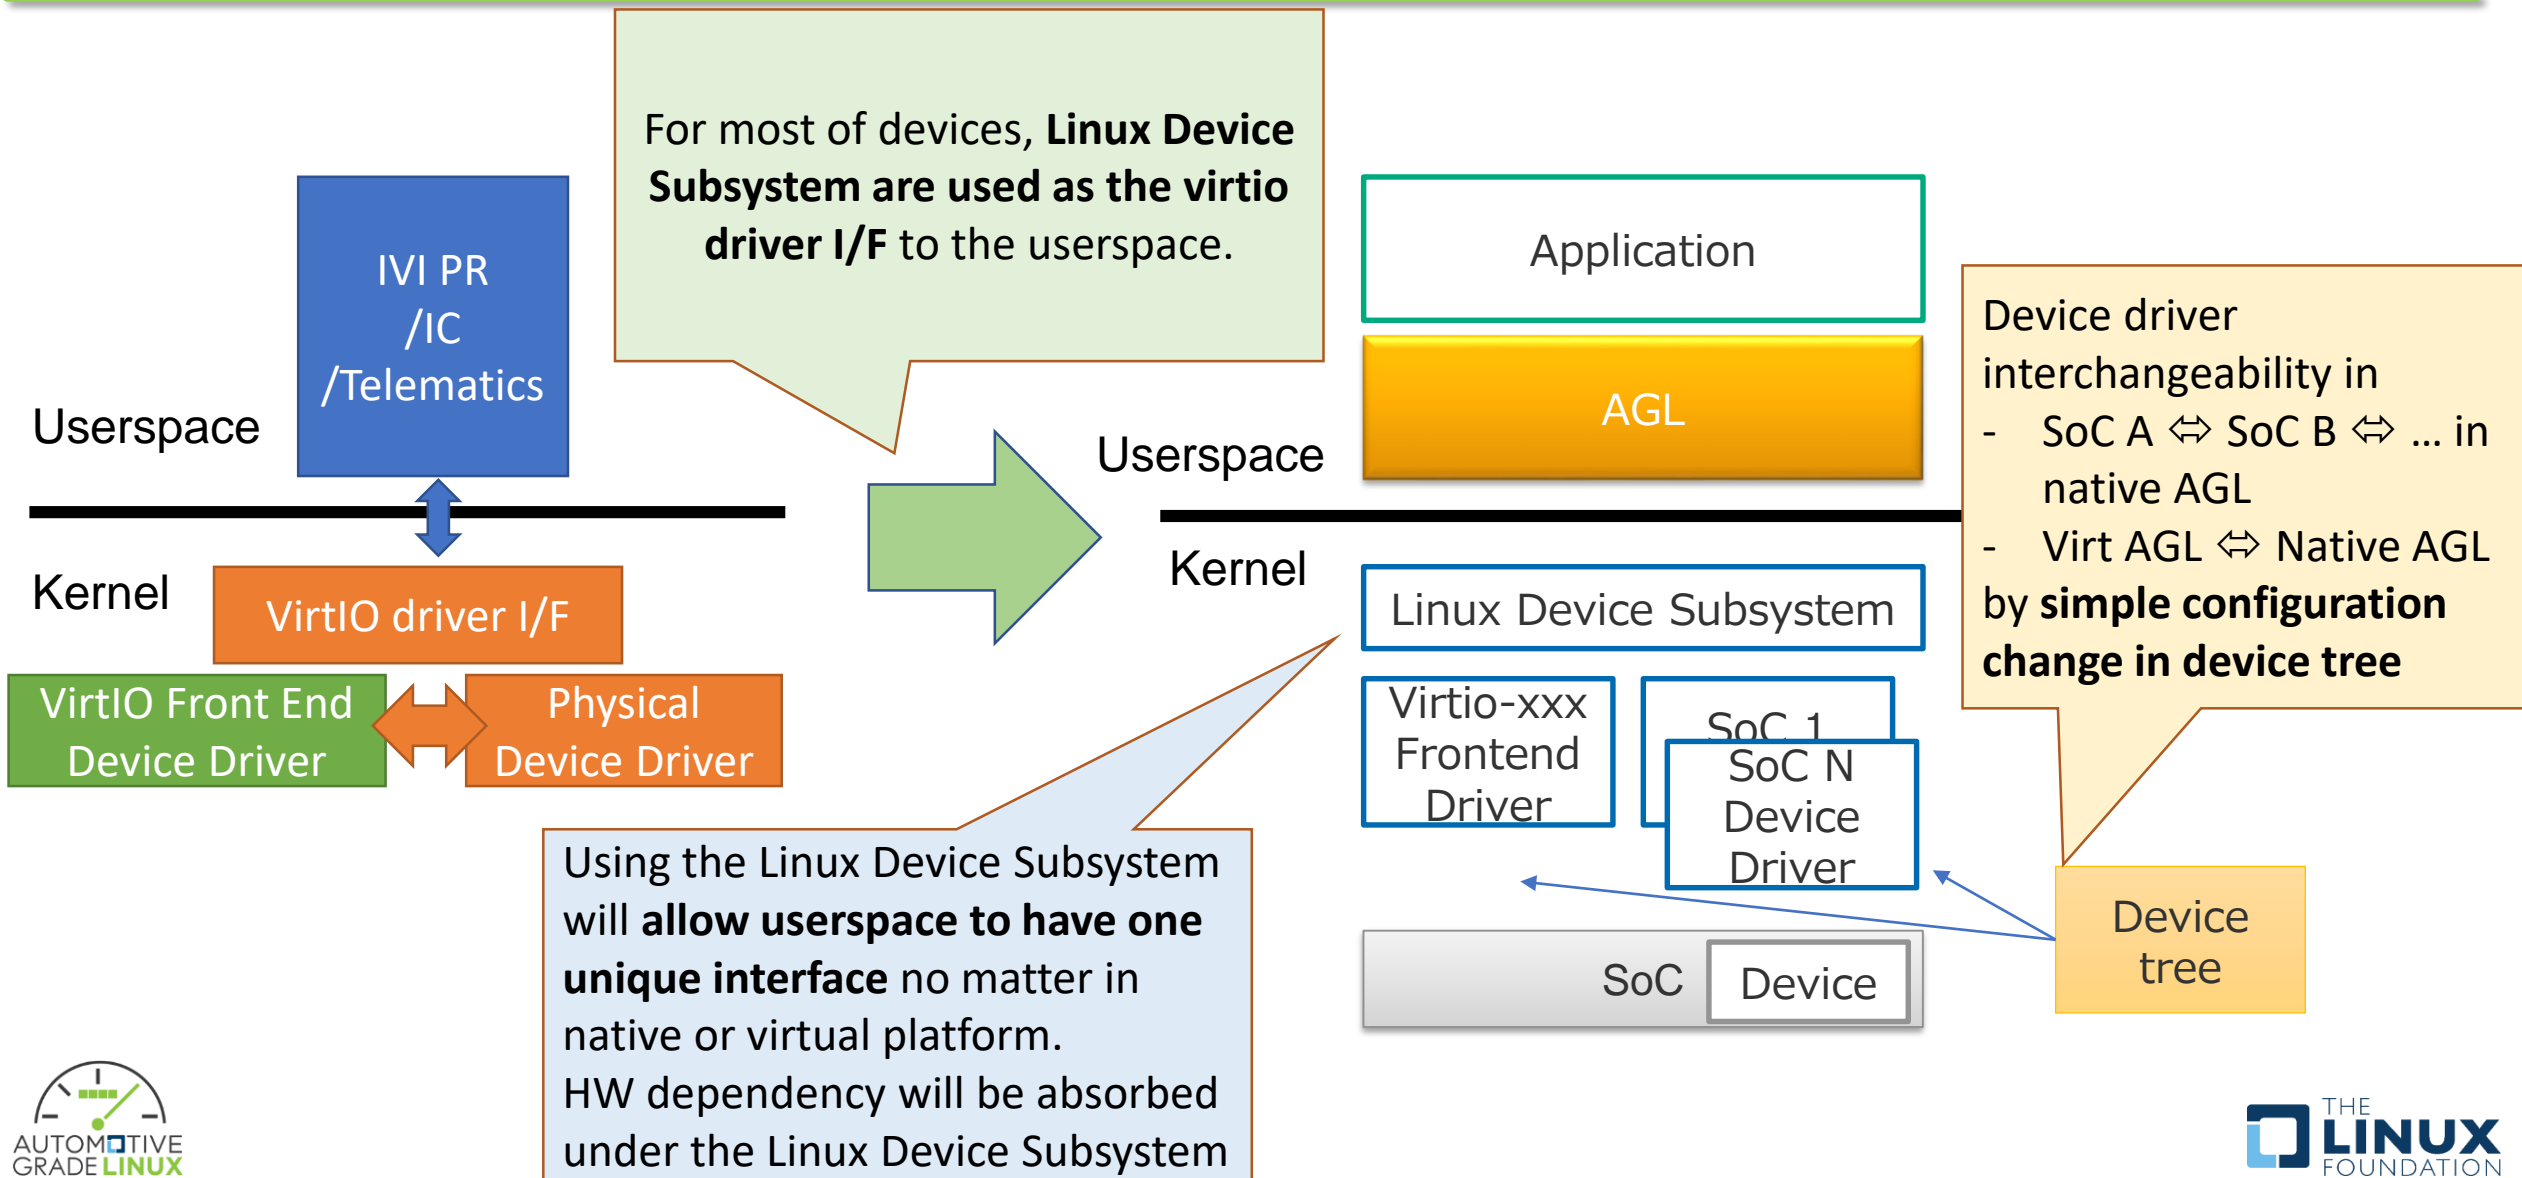 For most of devices, Linux Device
Subsystem are used as the virtio
driver I/F to the userspace.
IVI PR
/IC
/Telematics
Userspace
Kernel
VirtIO driver I/F
VirtIO Front End
Device Driver
Physical
Device Driver
Application
AGL
Userspace
Kernel
Linux Device Subsystem
Virtio-xxx
Frontend
Driver
SoC 1
SoC N
Device
Driver
SoC
Device
Device driver
interchangeability in
- SoC A ⬄ SoC B ⬄ … in
native AGL
- Virt AGL ⬄ Native AGL
by simple configuration
change in device tree
Device
tree
Using the Linux Device Subsystem
will allow userspace to have one
unique interface no matter in
native or virtual platform.
HW dependency will be absorbed
under the Linux Device Subsystem
AUTOMOTIVE
GRADE LINUX
THE
LINUX
FOUNDATION